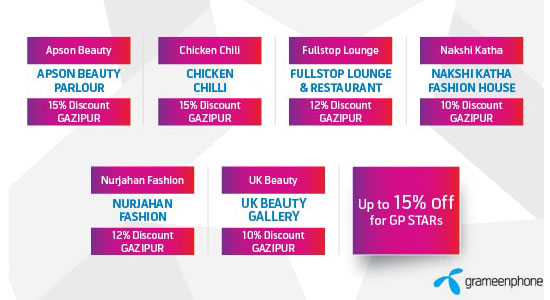 Apson Beauty
APSON BEAUTY
PARLOUR
15% Discount
GAZIPUR
Chicken Chili
CHICKEN
CHILLI
15% Discount
GAZIPUR
Fullstop Lounge
FULLSTOP LOUNGE
& RESTAURANT
12% Discount
GAZIPUR
Nakshi Katha
NAKSHI KATHA
FASHION HOUSE
10% Discount
GAZIPUR
Nurjahan Fashion
NURJAHAN
FASHION
12% Discount
GAZIPUR
UK Beauty
UK BEAUTY
GALLERY
10% Discount
GAZIPUR
Up to 15% off
for GP STARs
grameenphone